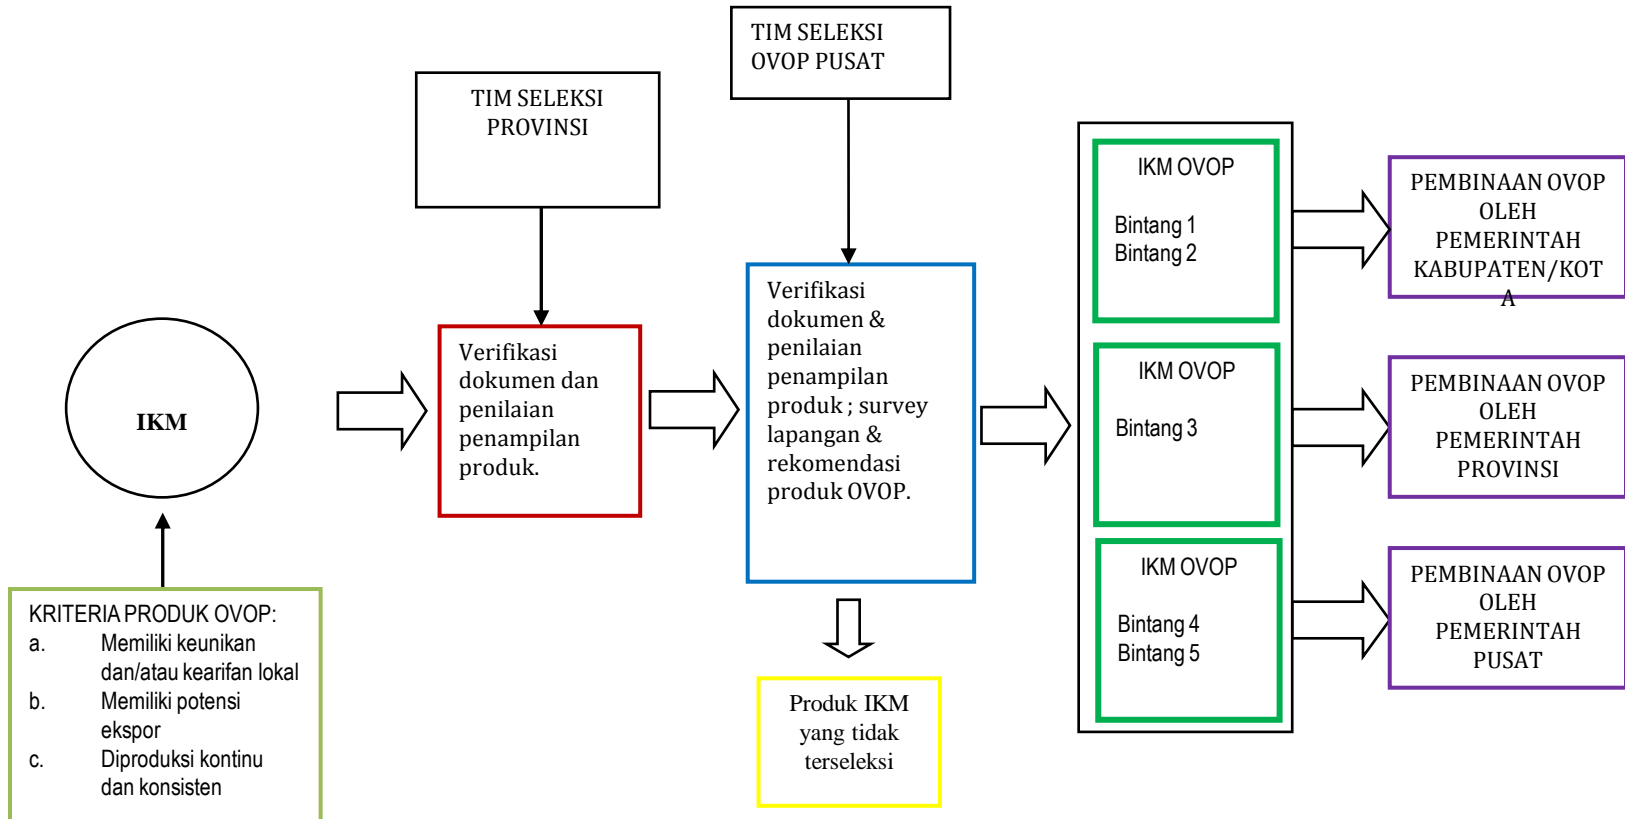 TIM SELEKSI
OVOP PUSAT
TIM SELEKSI
PROVINSI
IKM
KRITERIA PRODUK OVOP:
a. Memiliki keunikan
dan/atau kearifan lokal
b. Memiliki potensi
ekspor
c. Diproduksi kontinu
dan konsisten
Verifikasi
dokumen dan
penilaian
penampilan
produk.
Verifikasi
dokumen &
penilaian
penampilan
produk ; survey
lapangan &
rekomendasi
produk OVOP.
Produk IKM
yang tidak
terseleksi
IKM OVOP
Bintang 1
Bintang 2
IKM OVOP
Bintang 3
IKM OVOP
Bintang 4
Bintang 5
PEMBINAAN OVOP
OLEH
PEMERINTAH
KABUPATEN/KOT
A
PEMBINAAN OVOP
OLEH
PEMERINTAH
PROVINSI
PEMBINAAN OVOP
OLEH
PEMERINTAH
PUSAT